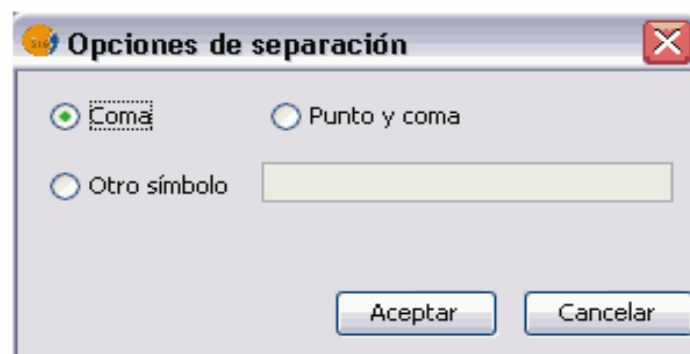 Opciones de separación
Coma Punto y coma
Otro símbolo
Aceptar Cancelar